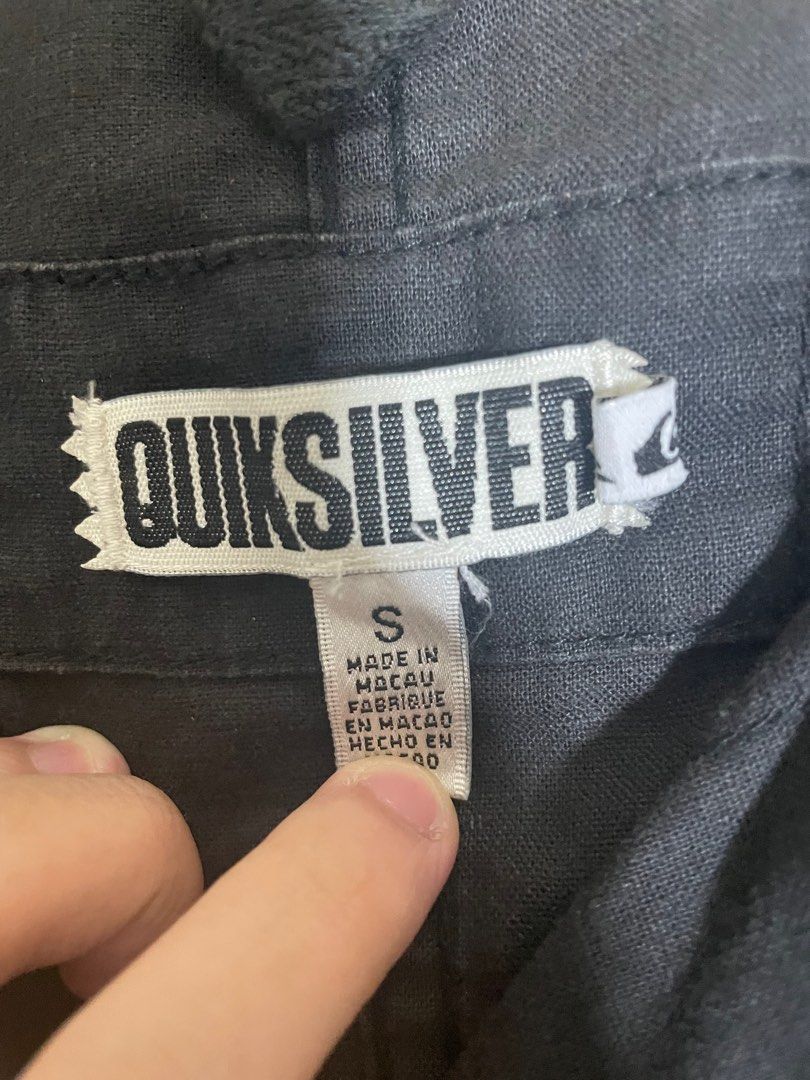 QUIKSILVER
S
MADE IN
MACAU
FABRIQUE
EN MACAO
HECHO EN